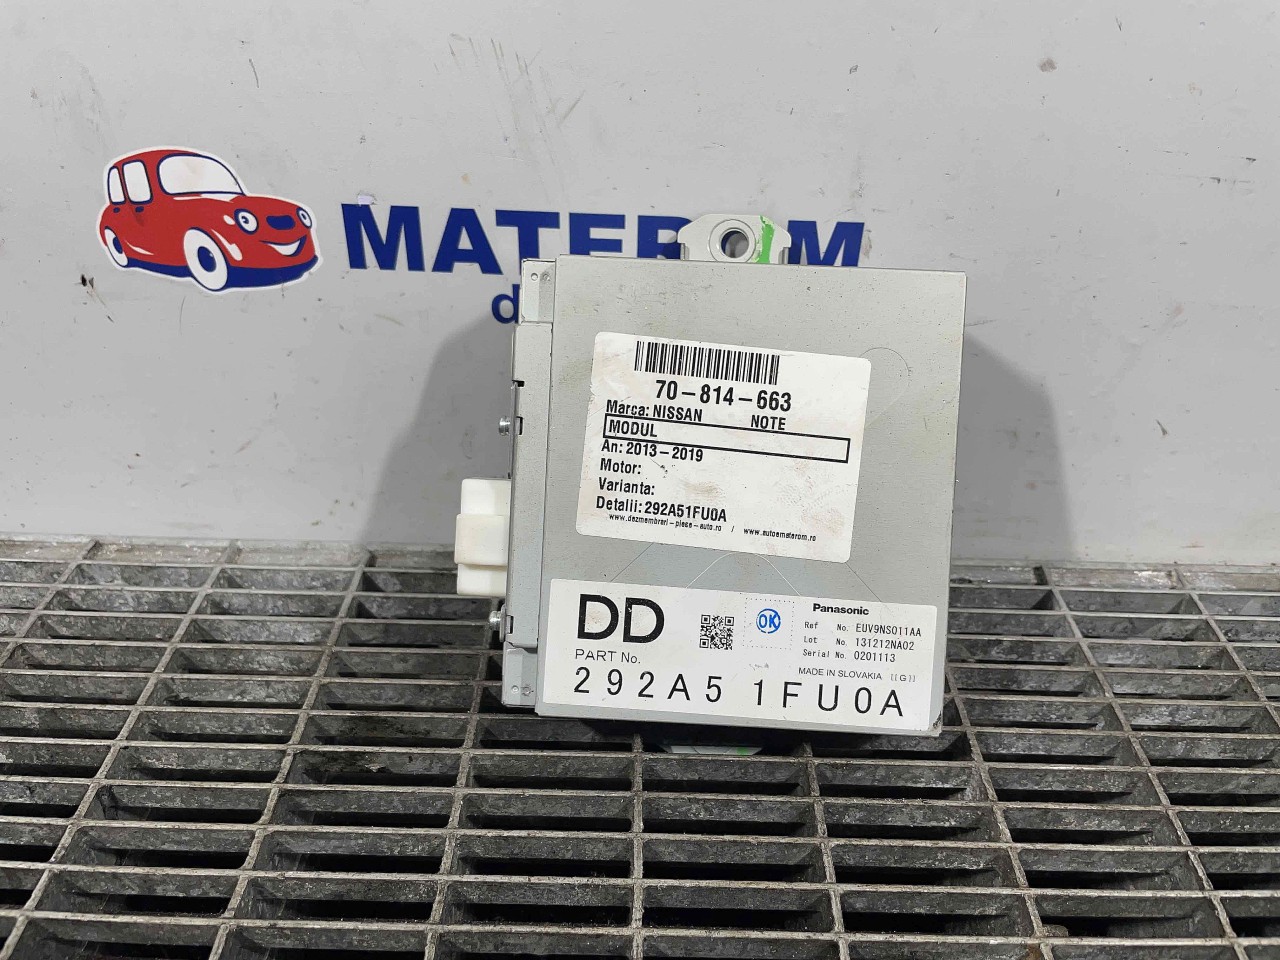 MATEROM
d
70-814-663
Marca: NISSAN NOTE
MODUL
An: 2013-2019
Motor:
Varianta:
Detalii: 292A51FU0A
www.dezmembrari-piese-auto.ro / www.automaterom.ro
DD
OK
Panasonic
Ref No. EUV9NS011AA
Lot No. 131212NA02
Serial No. 0201113
MADE IN SLOVAKIA [[G]]
PART No.
292A5 1FU0A